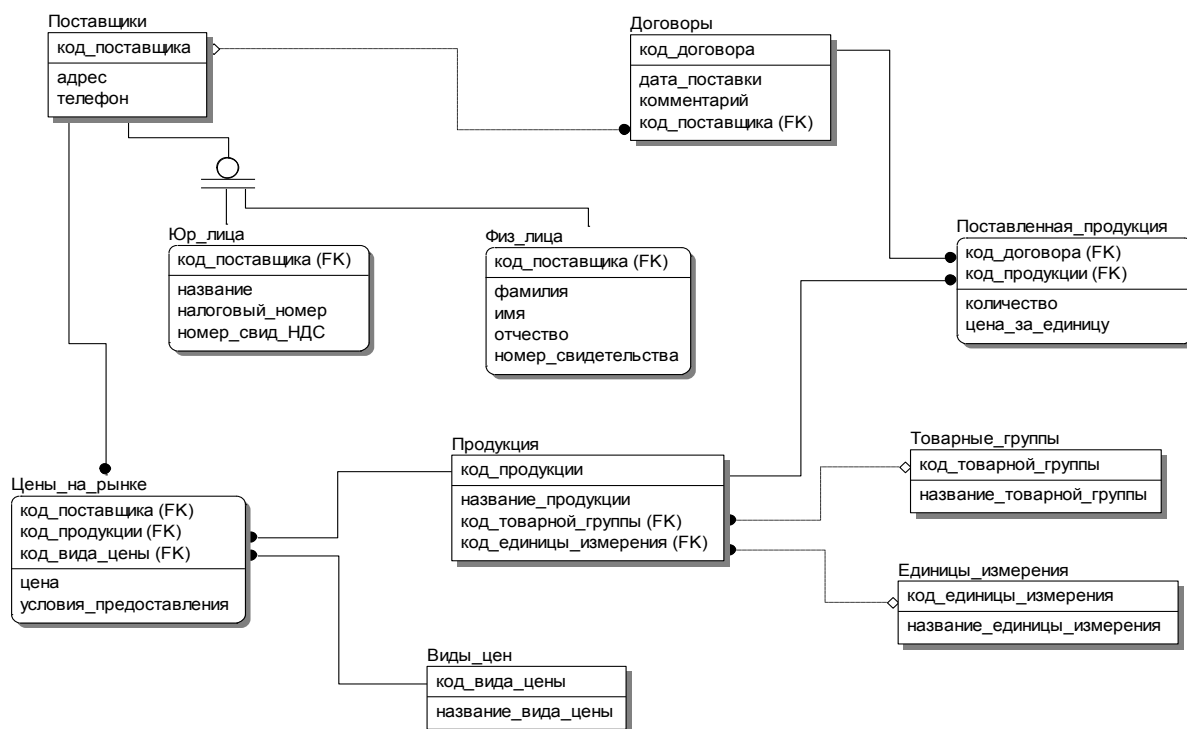 Поставщики
код_поставщика
адрес
телефон
Договоры
код_договора
дата_поставки
комментарий
код_поставщика (FK)
Юр_лица
код_поставщика (FK)
название
налоговый_номер
номер_свид_НДС
Физ_лица
код_поставщика (FK)
фамилия
имя
отчество
номер_свидетельства
Поставленная_продукция
код_договора (FK)
код_продукции (FK)
количество
цена_за_единицу
Цены_на_рынке
код_поставщика (FK)
код_продукции (FK)
код_вида_цены (FK)
цена
условия_предоставления
Продукция
код_продукции
название_продукции
код_товарной_группы (FK)
код_единицы_измерения (FK)
Товарные_группы
код_товарной_группы
название_товарной_группы
Единицы_измерения
код_единицы_измерения
название_единицы_измерения
Виды_цен
код_вида_цены
название_вида_цены